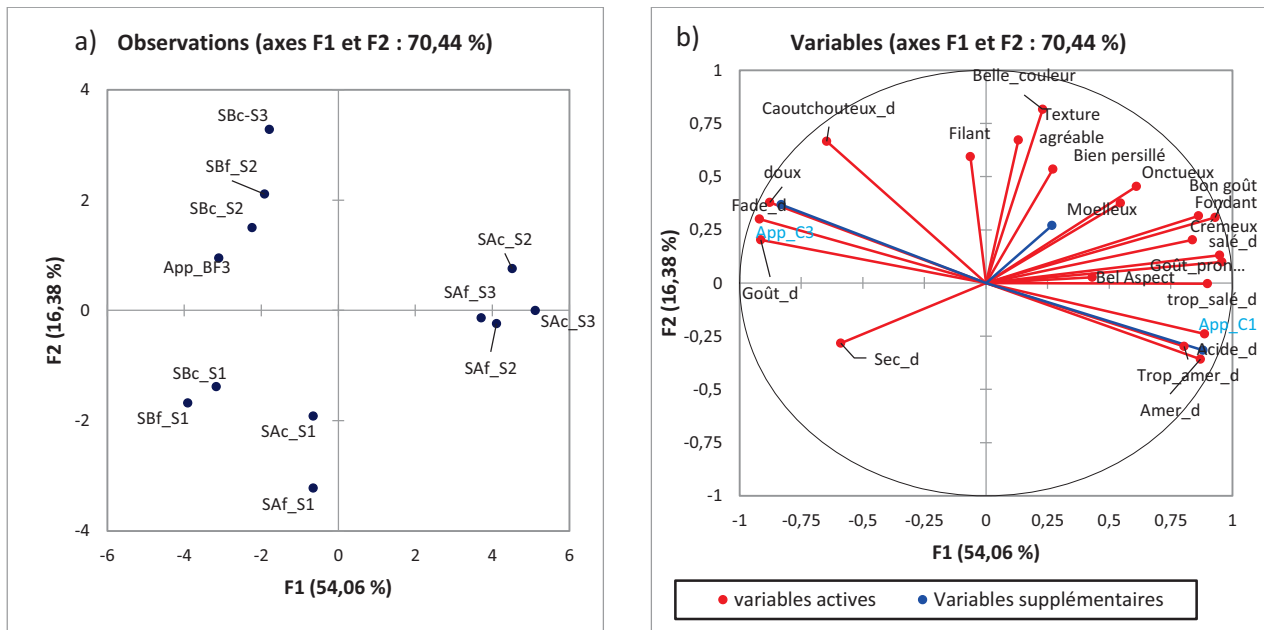 a) Observations (axes F1 et F2 : 70,44 %)
4
2
0
-2
-4
F2 (16,38 %)
SBc-S3
SBf_S2
SBc_S2
App_BF3
SAc_S2
SAf_S3
SAc_S3
SAf_S2
SBc_S1
SBf_S1
SAc_S1
SAf_S1
-6 -4 -2 0 2 4 6
F1 (54,06 %)
b) Variables (axes F1 et F2 : 70,44 %)
1
0,75
0,5
0,25
0
-0,25
-0,5
-0,75
-1
F2 (16,38 %)
Belle_couleur
Caoutchouteux_d
Texture
agréable
Filant
Bien persillé
doux
Onctueux
Bon goût
Fade_d
Moelleux
Fondant
App_C3
Crémeux
salé_d
Goût_pron...
Bel Aspect
Goût_d
trop_salé_d
App_C1
Acide_d
Sec_d
Trop_amer_d
Amer_d
-1 -0,75 -0,5 -0,25 0 0,25 0,5 0,75 1
F1 (54,06 %)
variables actives Variables supplémentaires